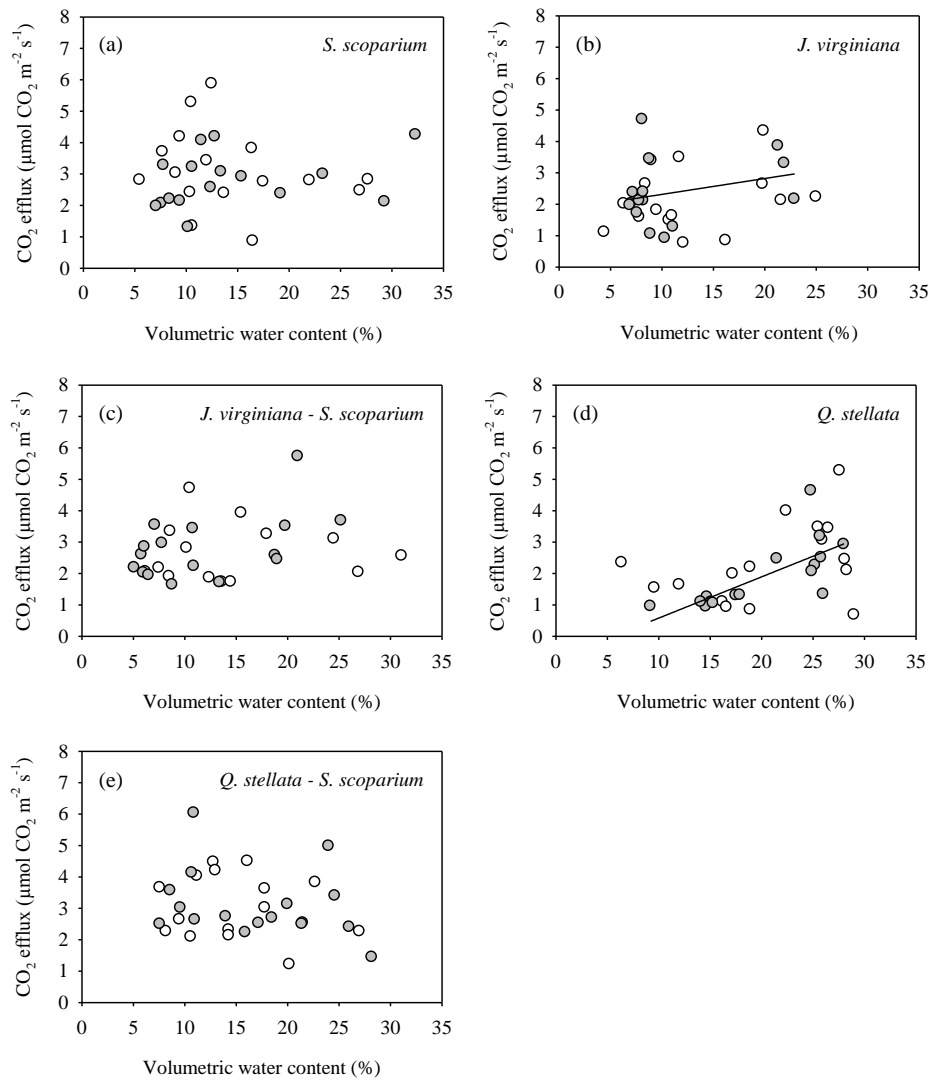 (a) S. scoparium
CO2 efflux (μmol CO2 m-2 s-1)
8
7
6
5
4
3
2
1
0
0 5 10 15 20 25 30 35
Volumetric water content (%)
(b) J. virginiana
CO2 efflux (μmol CO2 m-2 s-1)
8
7
6
5
4
3
2
1
0
0 5 10 15 20 25 30 35
Volumetric water content (%)
(c) J. virginiana - S. scoparium
CO2 efflux (μmol CO2 m-2 s-1)
8
7
6
5
4
3
2
1
0
0 5 10 15 20 25 30 35
Volumetric water content (%)
(d) Q. stellata
CO2 efflux (μmol CO2 m-2 s-1)
8
7
6
5
4
3
2
1
0
0 5 10 15 20 25 30 35
Volumetric water content (%)
(e) Q. stellata - S. scoparium
CO2 efflux (μmol CO2 m-2 s-1)
8
7
6
5
4
3
2
1
0
0 5 10 15 20 25 30 35
Volumetric water content (%)